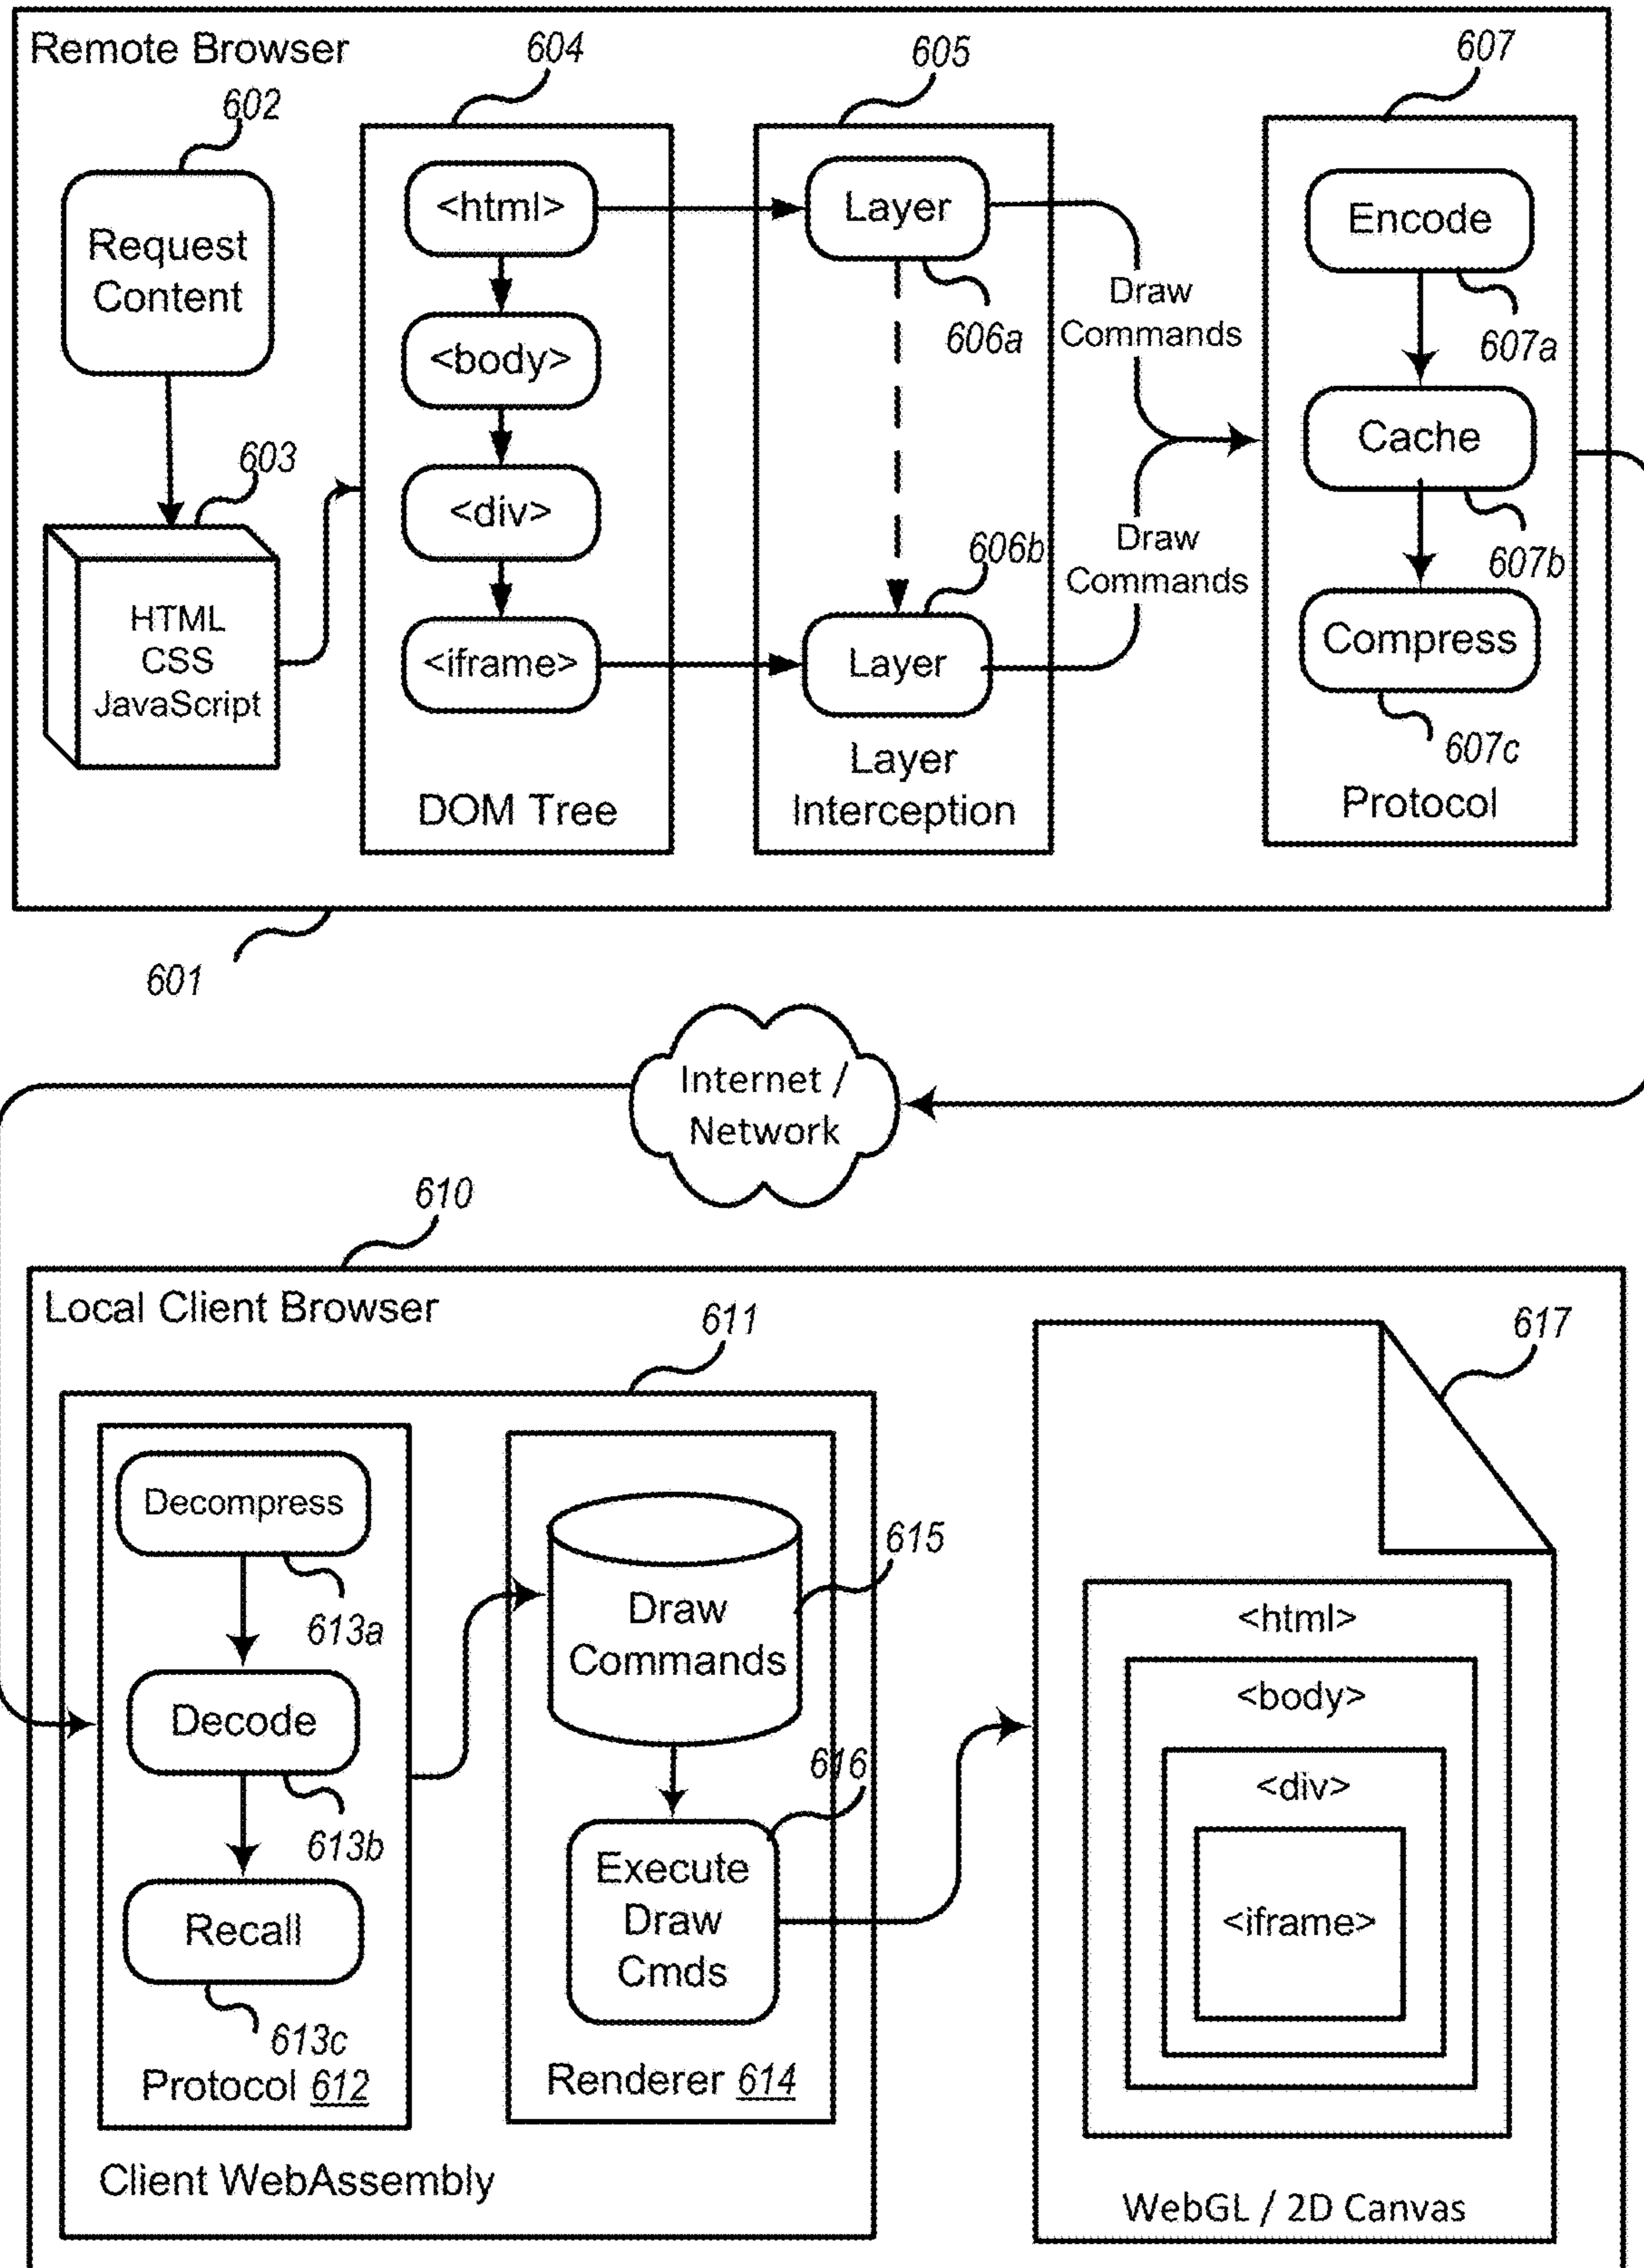 Remote Browser
602
Request
Content
603
HTML
CSS
JavaScript
604
<html>
<body>
<div>
<iframe>
DOM Tree
605
Layer
606a
606b
Layer
Layer
Interception
Draw
Commands
Draw
Commands
607
Encode
607a
Cache
607b
Compress
607c
Protocol
601
Internet /
Network
610
Local Client Browser
611
Decompress
613a
Decode
613b
Recall
613c
Protocol 612
Draw
Commands
615
616
Execute
Draw
Cmds
Renderer 614
Client WebAssembly
617
<html>
<body>
<div>
<iframe>
WebGL / 2D Canvas